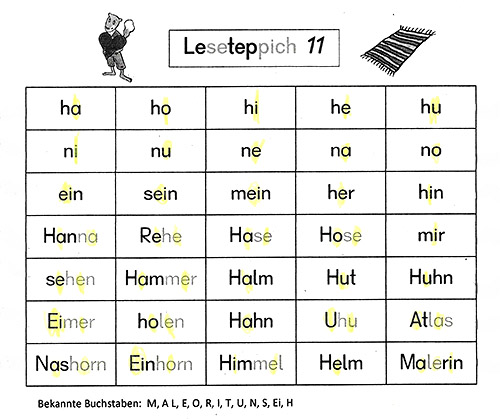 Leseteppich 11
ha ho hi he hu
ni nu ne na no
ein sein mein her hin
Hanna Rehe Hase Hose mir
sehen Hammer Halm Hut Huhn
Eimer holen Hahn Uhu Atlas
Nashorn Einhorn Himmel Helm Malerin
Bekannte Buchstaben: M, A L, E, O, R, I, T, U, N, S, Ei, H